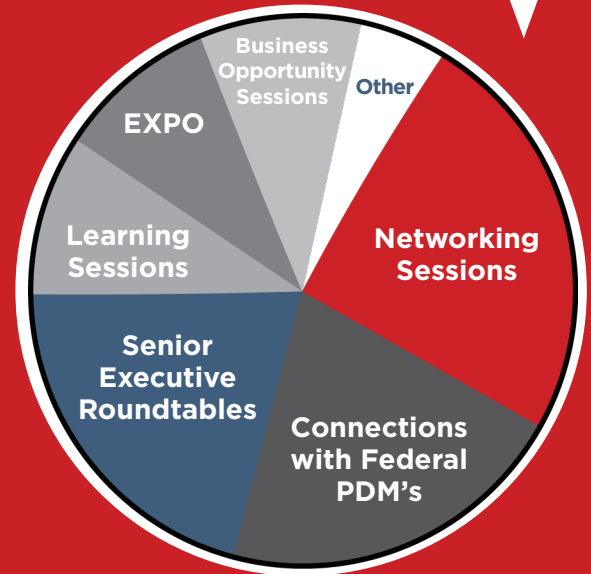 Business
Opportunity
Sessions
Other
EXPO
Networking
Sessions
Learning
Sessions
Senior
Executive
Roundtables
Connections
with Federal
PDM's